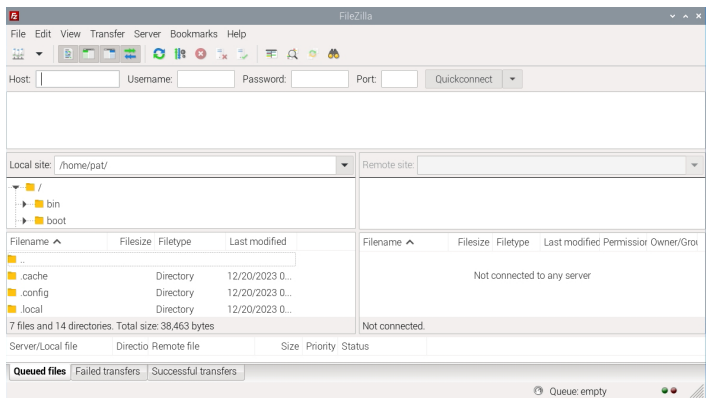 FileZilla
File Edit View Transfer Server Bookmarks Help
Host: Username: Password: Port: Quickconnect
Local site: /home/pat/
Remote site:
/
bin
boot
Filename Filesize Filetype Last modified
..
.cache Directory 12/20/2023 0...
.config Directory 12/20/2023 0...
.local Directory 12/20/2023 0...
7 files and 14 directories. Total size: 38,463 bytes
Filename Filesize Filetype Last modified Permission Owner/Grou
Not connected to any server
Not connected.
Server/Local file Directio Remote file Size Priority Status
Queued files Failed transfers Successful transfers
Queue: empty